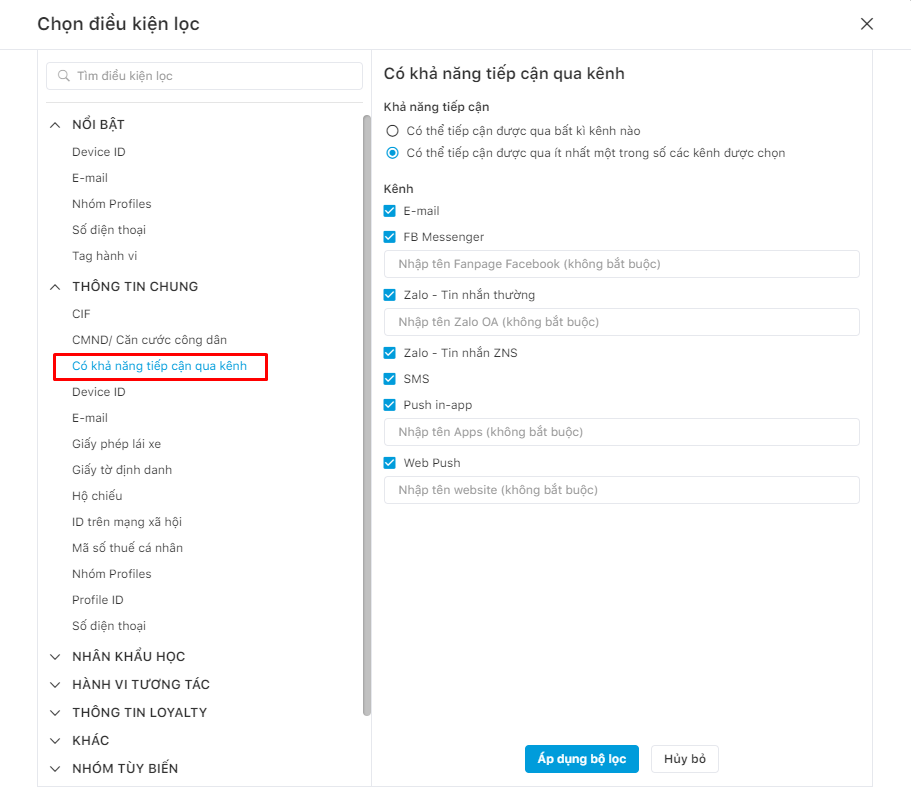 Chọn điều kiện lọc
Tìm điều kiện lọc
NỔI BẬT
Device ID
E-mail
Nhóm Profiles
Số điện thoại
Tag hành vi
THÔNG TIN CHUNG
CIF
CMND/ Căn cước công dân
Có khả năng tiếp cận qua kênh
Device ID
E-mail
Giấy phép lái xe
Giấy tờ định danh
Hộ chiếu
ID trên mạng xã hội
Mã số thuế cá nhân
Nhóm Profiles
Profile ID
Số điện thoại
NHÂN KHẨU HỌC
HÀNH VI TƯƠNG TÁC
THÔNG TIN LOYALTY
KHÁC
NHÓM TÙY BIẾN
Có khả năng tiếp cận qua kênh
Khả năng tiếp cận
Có thể tiếp cận được qua bất kì kênh nào
Có thể tiếp cận được qua ít nhất một trong số các kênh được chọn
Kênh
E-mail
FB Messenger
Nhập tên Fanpage Facebook (không bắt buộc)
Zalo - Tin nhắn thường
Nhập tên Zalo OA (không bắt buộc)
Zalo - Tin nhắn ZNS
SMS
Push in-app
Nhập tên Apps (không bắt buộc)
Web Push
Nhập tên website (không bắt buộc)
Áp dụng bộ lọc
Hủy bỏ